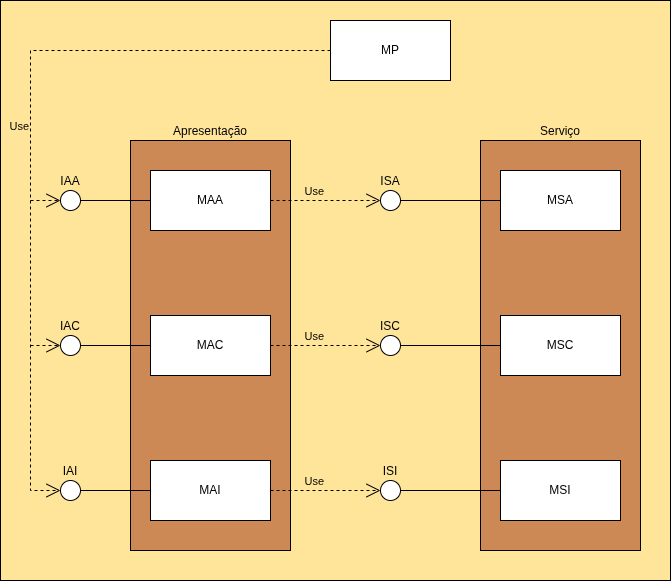 MP
Use
Apresentação
Serviço
IAA
MAA
Use
ISA
MSA
IAC
MAC
Use
ISC
MSC
IAI
MAI
Use
ISI
MSI